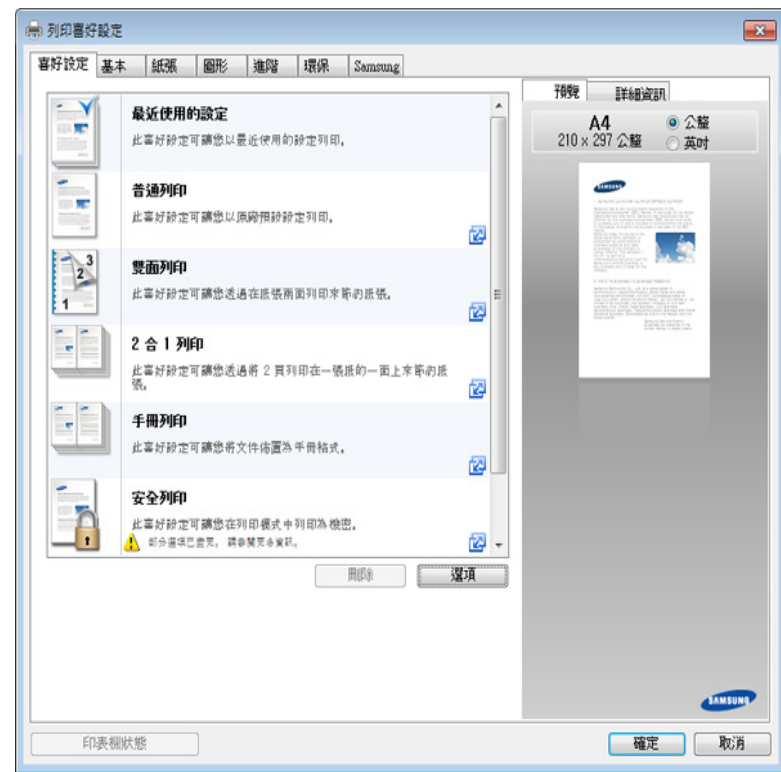 列印喜好設定
喜好設定 基本 紙張 圖形 進階 環保 Samsung
最近使用的設定
此喜好設定可讓您以最近使用的設定列印。
普通列印
此喜好設定可讓您以原廠預設設定列印。
雙面列印
此喜好設定可讓您透過在紙張兩面列印來節約紙張。
2 合 1 列印
此喜好設定可讓您透過將 2 頁列印在一張紙的一面上來節約紙
張。
手冊列印
此喜好設定可讓您將文件佈置為手冊格式。
安全列印
此喜好設定可讓您在列印模式中列印為機密。
部分選項已變更。 請參閱更多資訊。
刪除 選項
預覽 詳細資訊
A4
210 x 297 公釐
公釐
英吋
SAMSUNG
SAMSUNG
印表機狀態 確定 取消